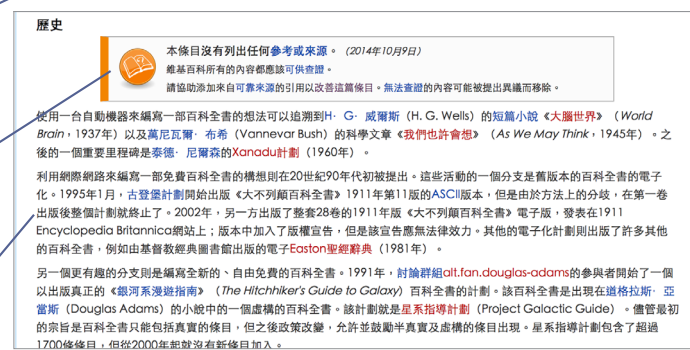 歷史
本條目沒有列出任何參考或來源。 (2014年10月9日)
維基百科所有的內容都應該可供查證。
請協助添加來自可靠來源的引用以改善這篇條目。無法查證的內容可能被提出異議而移除。
使用一台自動機器來編寫一部百科全書的想法可以追溯到H· G· 威爾斯（H. G. Wells）的短篇小說《大腦世界》（World
Brain，1937年）以及萬尼瓦爾· 布希（Vannevar Bush）的科學文章《我們也許會想》（As We May Think，1945年）。之
後的一個重要里程碑是泰德· 尼爾森的Xanadu計劃（1960年）。
利用網際網路來編寫一部免費百科全書的構想則在20世紀90年代初被提出。這些活動的一個分支是舊版本的百科全書的電子
化。1995年1月，古登堡計劃開始出版《大不列顛百科全書》1911年第11版的ASCII版本，但是由於方法上的分歧，在第一卷
出版後整個計劃就終止了。2002年，另一方出版了整套28卷的1911年版《大不列顛百科全書》電子版，發表在1911
Encyclopedia Britannica網站上；版本中加入了版權宣告，但是該宣告應無法律效力。其他的電子化計劃則出版了許多其他
的百科全書，例如由基督教經典圖書館出版的電子Easton聖經辭典（1981年）。
另一個更有趣的分支則是編寫全新的、自由免費的百科全書。1991年，討論群組alt.fan.douglas-adams的參與者開始了一個
以出版真正的《銀河系漫遊指南》（The Hitchhiker's Guide to Galaxy）百科全書的計劃。該百科全書是出現在道格拉斯· 亞
當斯（Douglas Adams）的小說中的一個虛構的百科全書。該計劃就是星系指導計劃（Project Galactic Guide）。儘管最初
的宗旨是百科全書只能包括真實的條目，但之後政策改變，允許並鼓勵半真實及虛構的條目出現。星系指導計劃包含了超過
1700條條目，但從2000年起就沒有新條目加入。